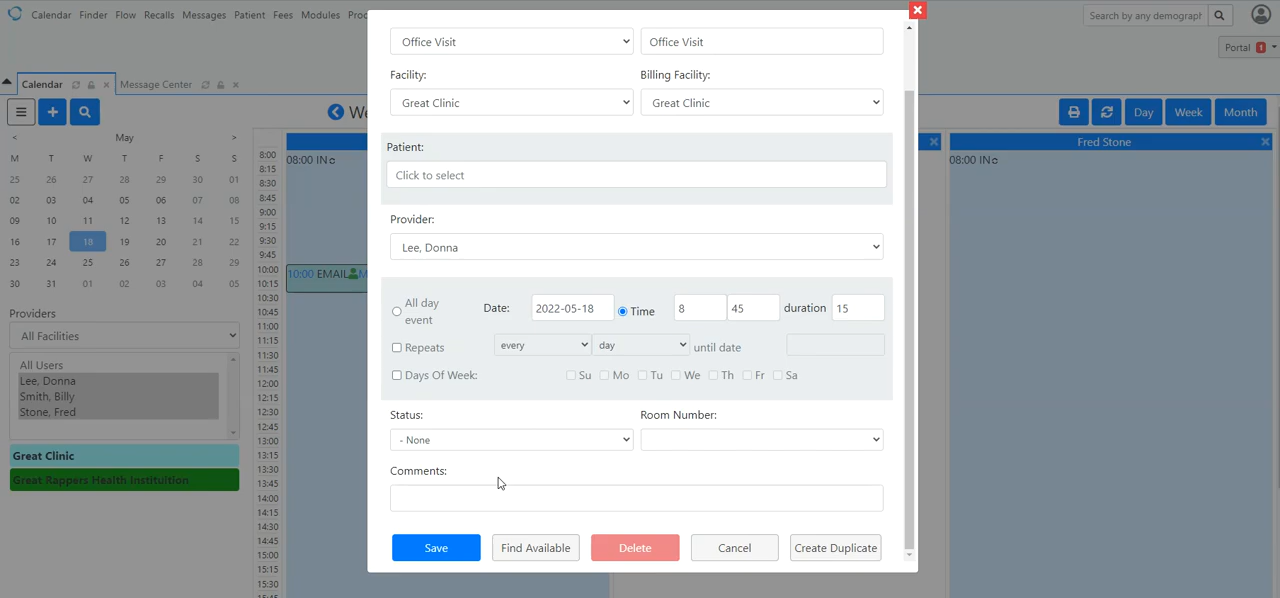 Calendar Finder Flow Recalls Messages Patient Fees Modules Proc
Search by any demograph
Portal 1
Calendar Message Center
We
Day Week Month
< May >
M T W T F S S
25 26 27 28 29 30 01
02 03 04 05 06 07 08
09 10 11 12 13 14 15
16 17 18 19 20 21 22
23 24 25 26 27 28 29
30 31 01 02 03 04 05
Providers
All Facilities
All Users
Lee, Donna
Smith, Billy
Stone, Fred
Great Clinic
Great Rappers Health Instituition
8:00
8:15
8:30
8:45
9:00
9:15
9:30
9:45
10:00
10:15
10:30
10:45
11:00
11:15
11:30
11:45
12:00
12:15
12:30
12:45
13:00
13:15
13:30
13:45
14:00
14:15
14:30
14:45
15:00
15:15
15:30
15:45
08:00 IN
10:00 EMAIL M
Office Visit Office Visit
Facility: Billing Facility:
Great Clinic Great Clinic
Patient:
Click to select
Provider:
Lee, Donna
All day
event
Date: 2022-05-18 Time 8 45 duration 15
Repeats every day until date
Days Of Week: Su Mo Tu We Th Fr Sa
Status: Room Number:
- None
Comments:
Save Find Available Delete Cancel Create Duplicate
Fred Stone
08:00 IN